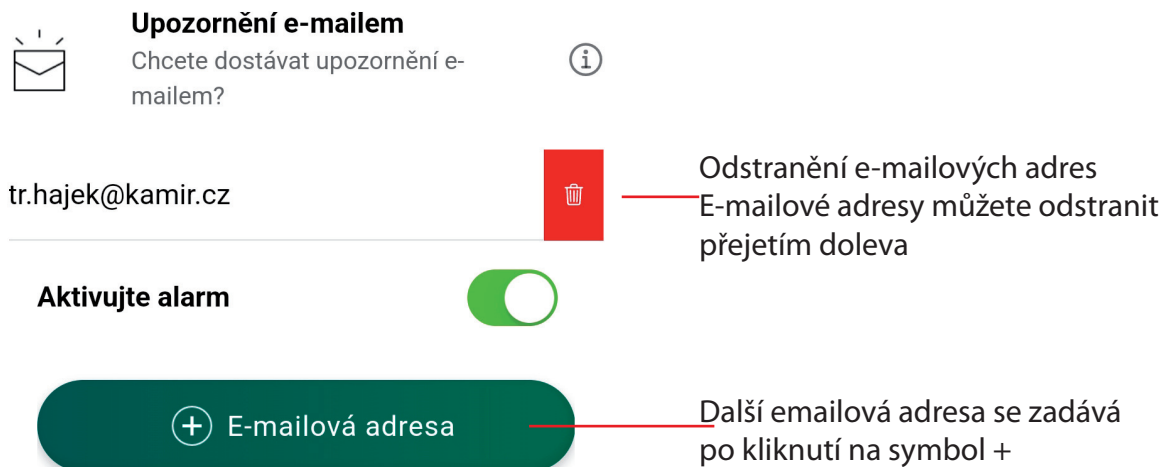 Upozornění e-mailem
Chcete dostávat upozornění e-
mailem?
tr.hajek@kamir.cz
Odstranění e-mailových adres
E-mailové adresy můžete odstranit
přejetím doleva
Aktivujte alarm
E-mailová adresa
Další emailová adresa se zadává
po kliknutí na symbol +